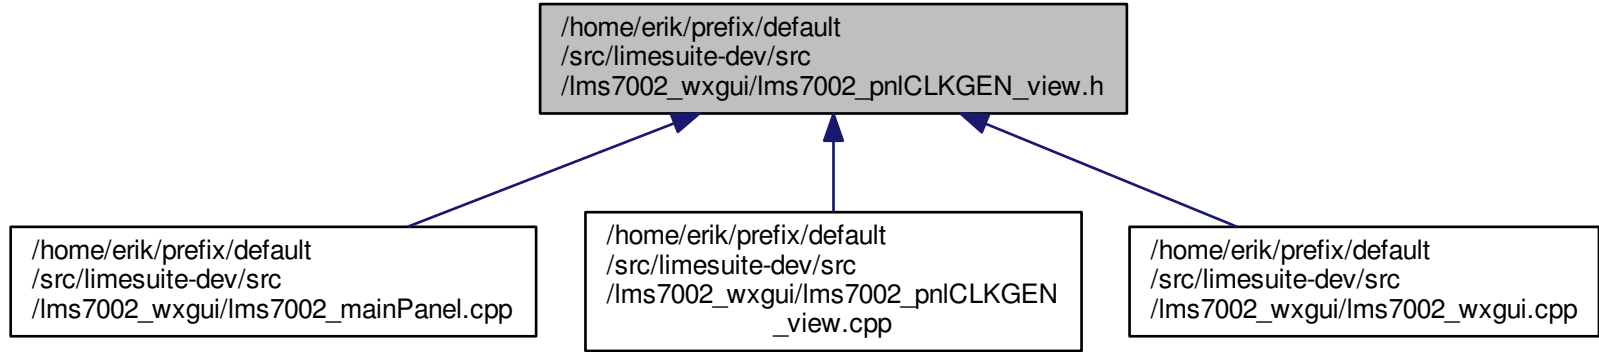 /home/erik/prefix/default
/src/limesuite-dev/src
/lms7002_wxgui/lms7002_pnlCLKGEN_view.h
/home/erik/prefix/default
/src/limesuite-dev/src
/lms7002_wxgui/lms7002_mainPanel.cpp
/home/erik/prefix/default
/src/limesuite-dev/src
/lms7002_wxgui/lms7002_pnlCLKGEN
_view.cpp
/home/erik/prefix/default
/src/limesuite-dev/src
/lms7002_wxgui/lms7002_wxgui.cpp